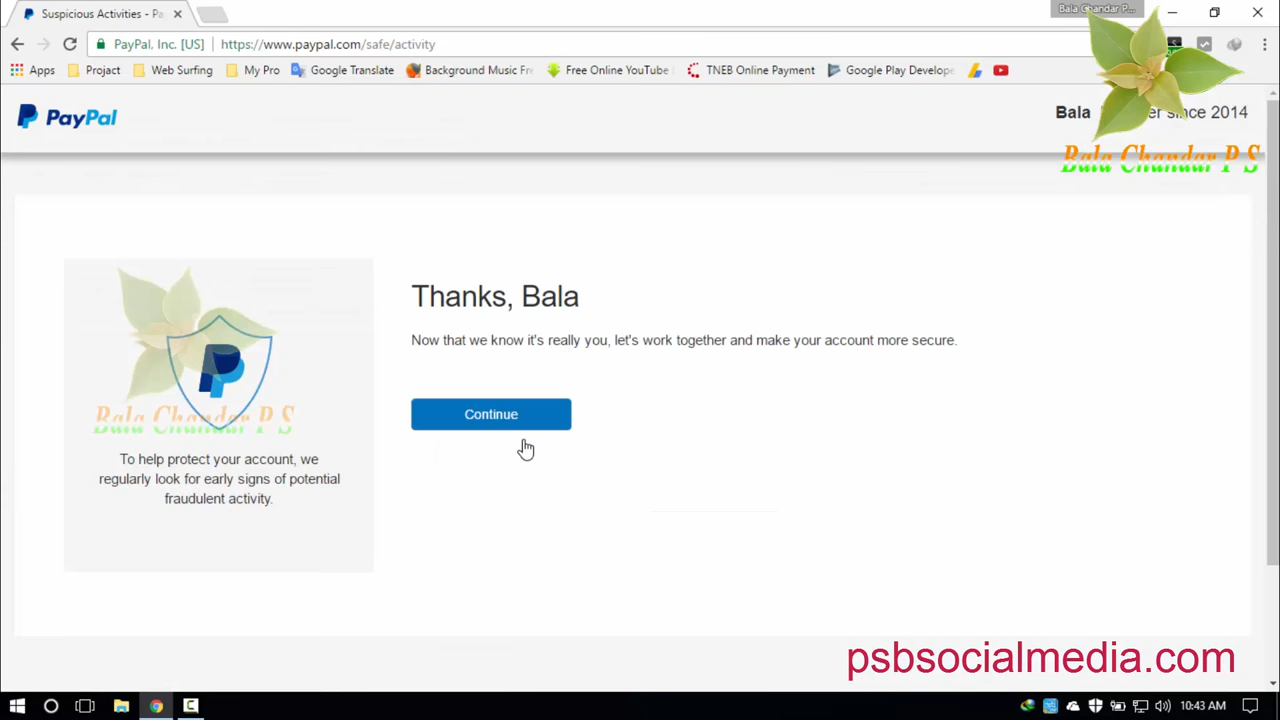 Suspicious Activities - Pa
Bala Chandar P...
PayPal, Inc. [US]
https://www.paypal.com/safe/activity
Apps
Project
Web Surfing
My Pro
Google Translate
Background Music Fr
Free Online YouTube
TNEB Online Payment
Google Play Develope
PayPal
Bala
er since 2014
Bala Chandar P S
Thanks, Bala
Now that we know it's really you, let's work together and make your account more secure.
Continue
Bala Chandar P S
To help protect your account, we
regularly look for early signs of potential
fraudulent activity.
psbsocialmedia.com
10:43 AM